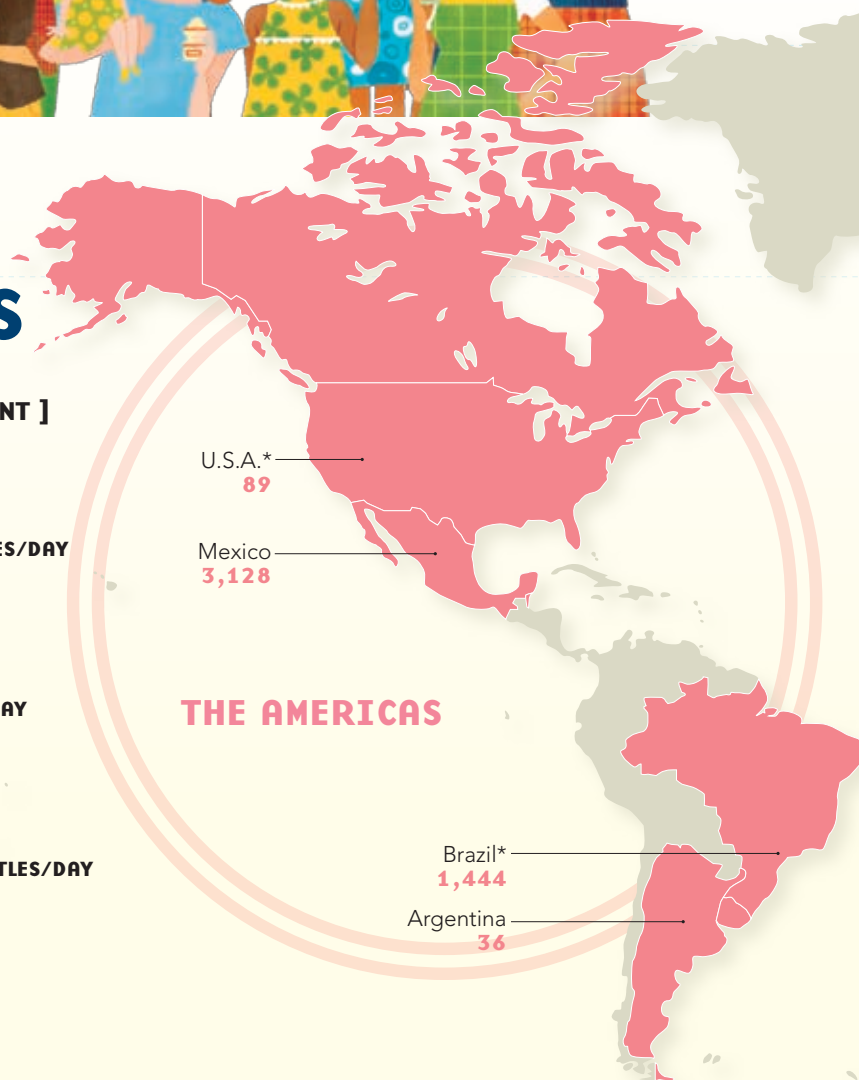 S
NT ]
ES/DAY
AY
TLES/DAY
U.S.A.*
89
Mexico
3,128
THE AMERICAS
Brazil*
1,444
Argentina
36